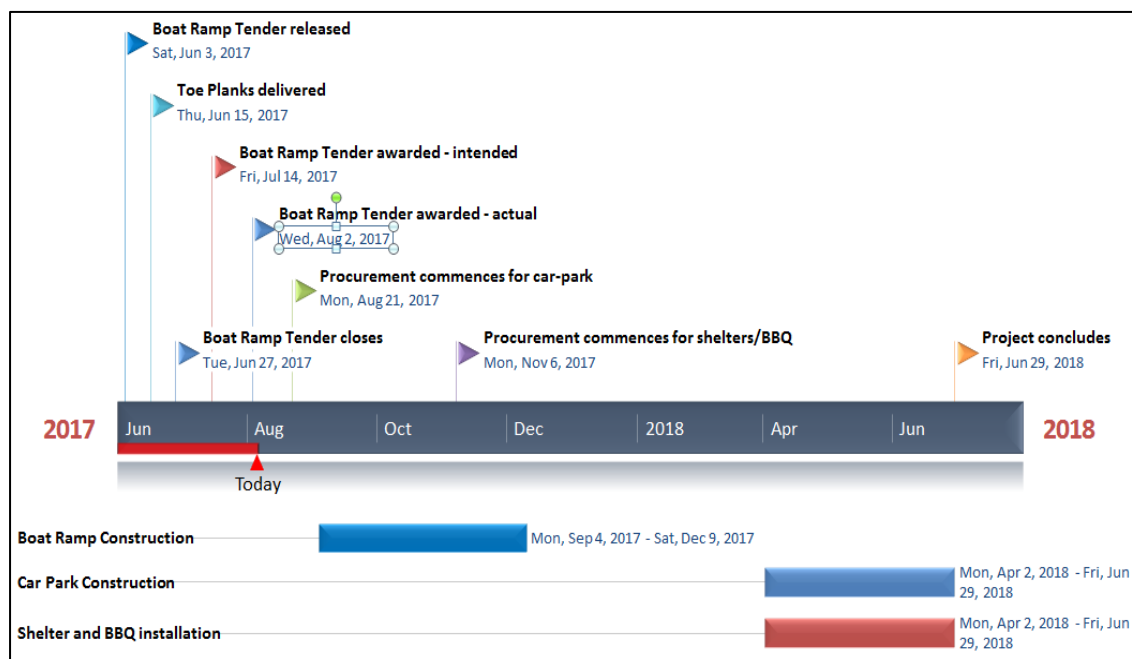 Boat Ramp Tender released
Sat, Jun 3, 2017
Toe Planks delivered
Thu, Jun 15, 2017
Boat Ramp Tender awarded - intended
Fri, Jul 14, 2017
Boat Ramp Tender awarded - actual
Wed, Aug 2, 2017
Procurement commences for car-park
Mon, Aug 21, 2017
Boat Ramp Tender closes
Tue, Jun 27, 2017
Procurement commences for shelters/BBQ
Mon, Nov 6, 2017
Project concludes
Fri, Jun 29, 2018
2017 Jun Aug Oct Dec 2018 Apr Jun 2018
Today
Boat Ramp Construction Mon, Sep 4, 2017 - Sat, Dec 9, 2017
Car Park Construction Mon, Apr 2, 2018 - Fri, Jun
29, 2018
Shelter and BBQ installation Mon, Apr 2, 2018 - Fri, Jun
29, 2018